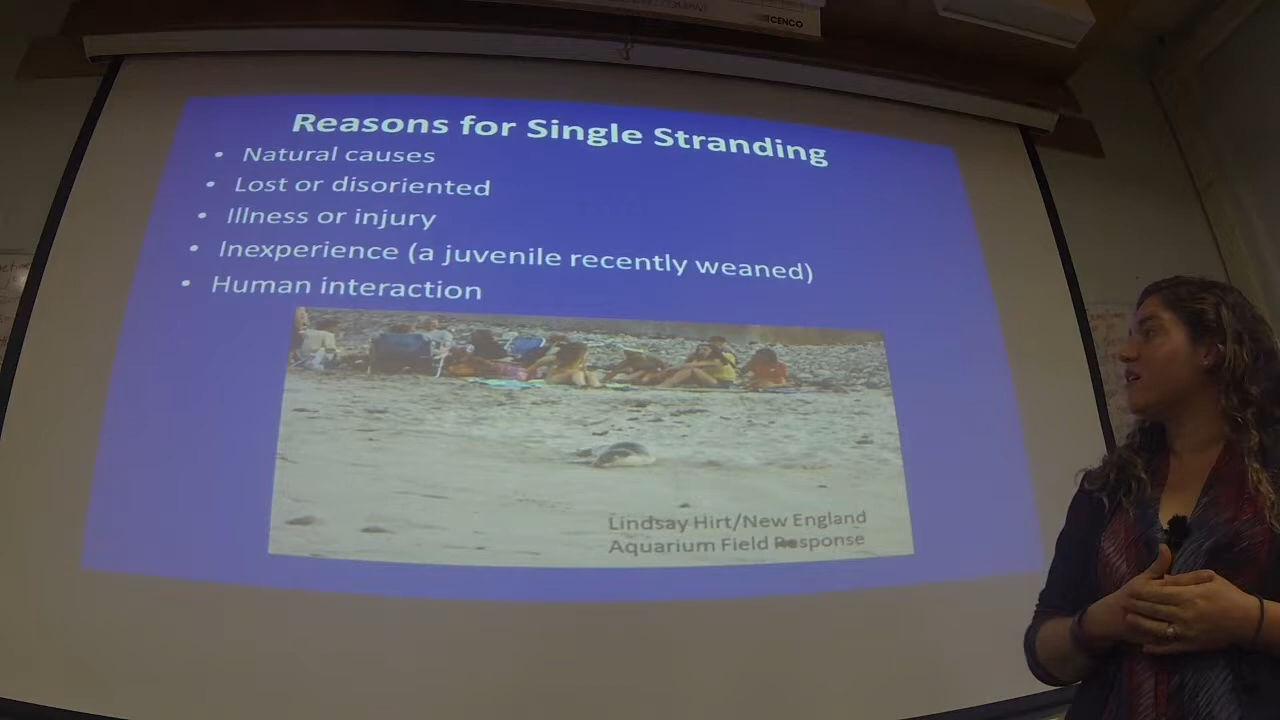 CENCO
Reasons for Single Stranding
• Natural causes
• Lost or disoriented
• Illness or injury
• Inexperience (a juvenile recently weaned)
• Human interaction
Lindsay Hirt/New England
Aquarium Field Response